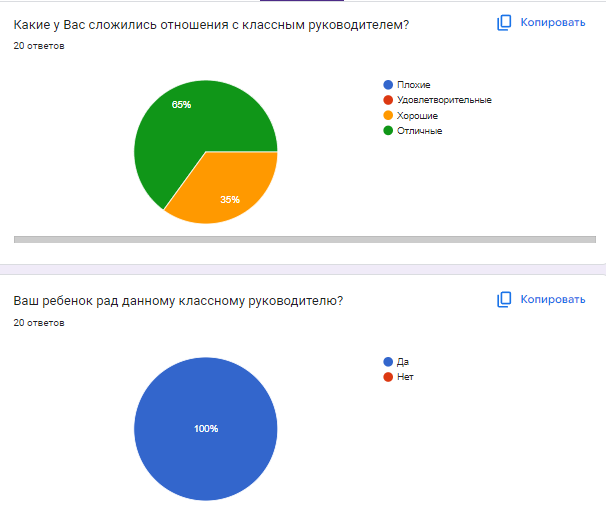 Какие у Вас сложились отношения с классным руководителем?
Копировать
20 ответов
65%
35%
Плохие
Удовлетворительные
Хорошие
Отличные
Ваш ребенок рад данному классному руководителю?
Копировать
20 ответов
100%
Да
Нет